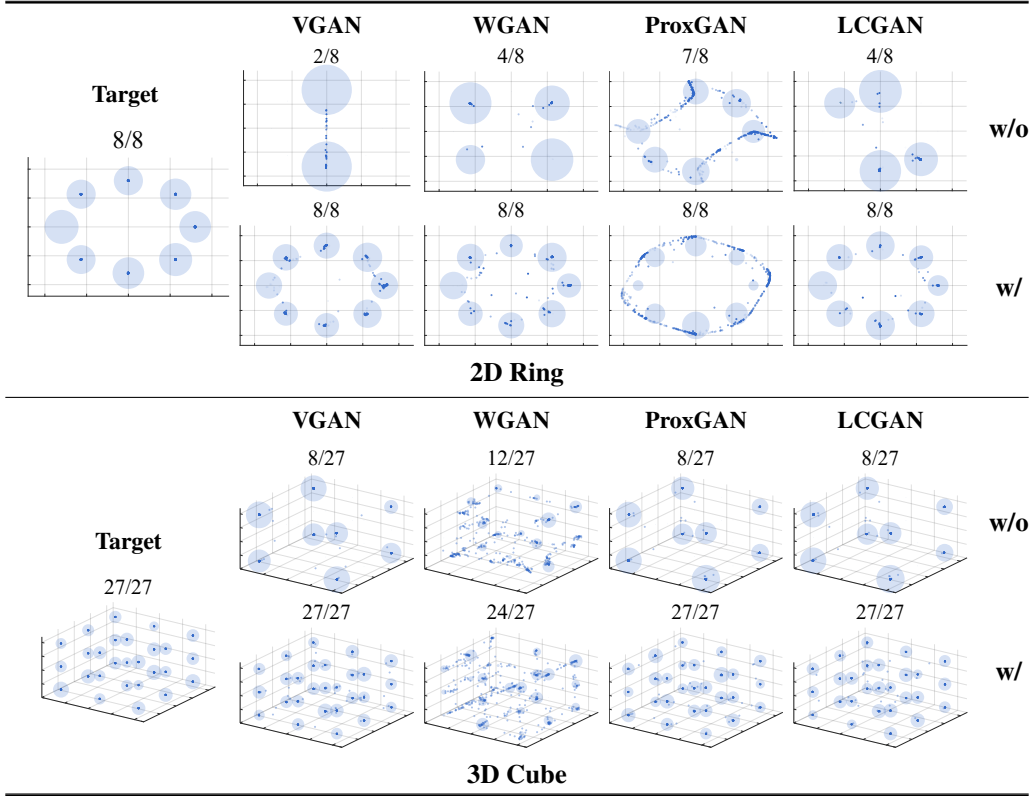 VGAN WGAN ProxGAN LCGAN
2/8 4/8 7/8 4/8
Target
8/8
w/o
8/8 8/8 8/8 8/8
w/
2D Ring
VGAN WGAN ProxGAN LCGAN
8/27 12/27 8/27 8/27
w/o
Target
27/27
27/27 24/27 27/27 27/27
w/
3D Cube